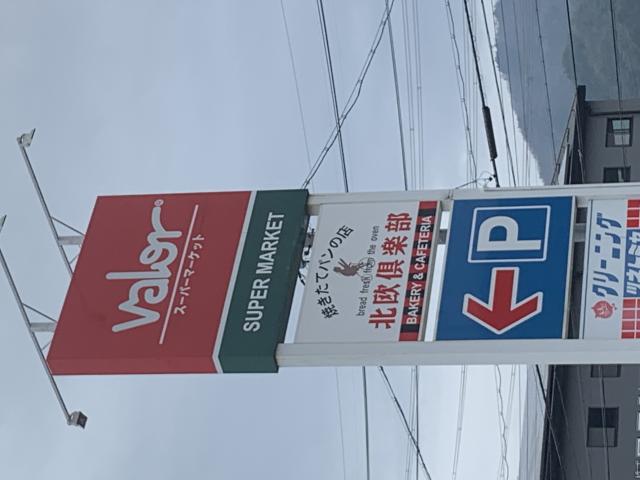 Valor
スーパーマーケット
SUPER MARKET
焼きたてパンの店
bread fresh from the oven
北欧倶楽部
BAKERY & CAFETERIA
P
クリーニング